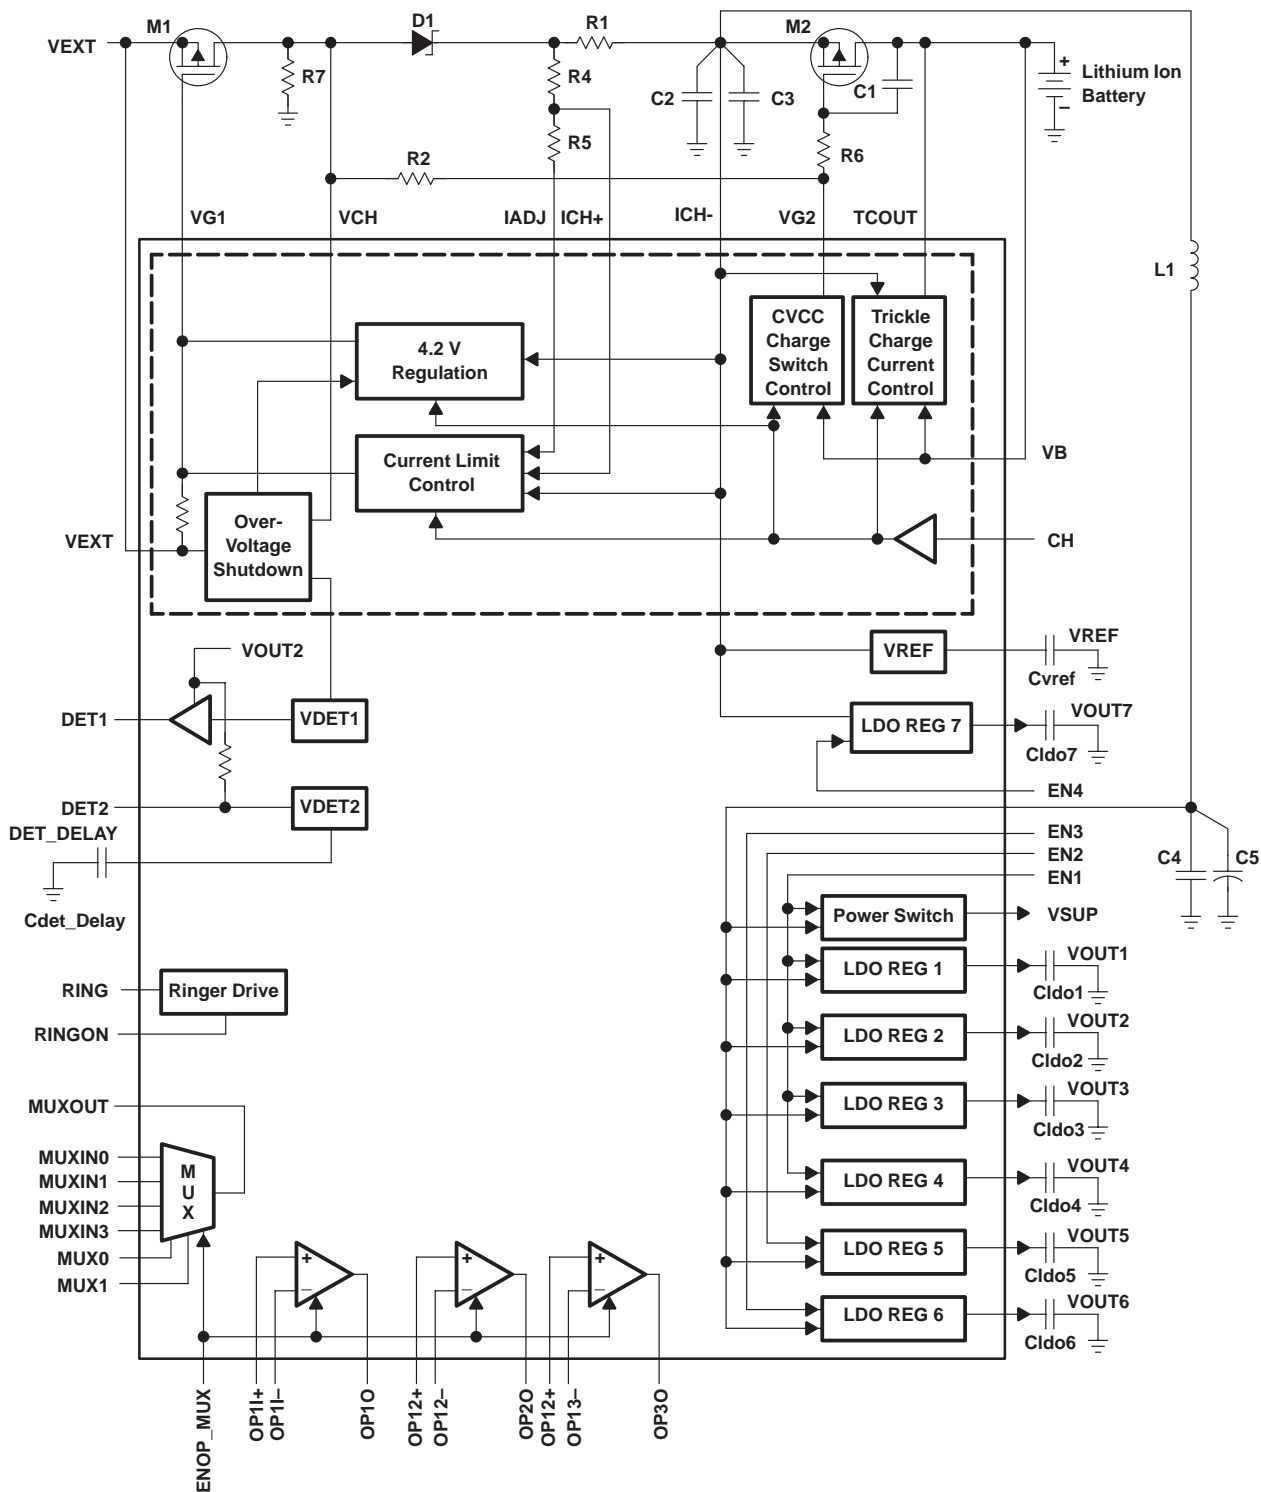 M1
D1
R1
M2
VEXT
R7
R4
C2
C3
C1
+
–
Lithium Ion
Battery
R5
R6
R2
VG1
VCH
IADJ
ICH+
ICH-
VG2
TCOUT
L1
4.2 V
Regulation
CVCC
Charge
Switch
Control
Trickle
Charge
Current
Control
Current Limit
Control
VB
VEXT
Over-
Voltage
Shutdown
CH
VOUT2
VREF
VREF
Cvref
DET1
VDET1
LDO REG 7
VOUT7
Cldo7
EN4
DET2
VDET2
DET_DELAY
Cdet_Delay
EN3
EN2
EN1
C4
C5
Power Switch
VSUP
LDO REG 1
VOUT1
Cldo1
RING
Ringer Drive
RINGON
LDO REG 2
VOUT2
Cldo2
LDO REG 3
VOUT3
Cldo3
MUXOUT
MUXIN0
MUXIN1
MUXIN2
MUXIN3
MUX0
MUX1
M
U
X
LDO REG 4
VOUT4
Cldo4
LDO REG 5
VOUT5
Cldo5
LDO REG 6
VOUT6
Cldo6
+
–
+
–
+
–
ENOP_MUX
OP1I+
OP1I–
OP1O
OP12+
OP12–
OP2O
OP12+
OP13–
OP3O